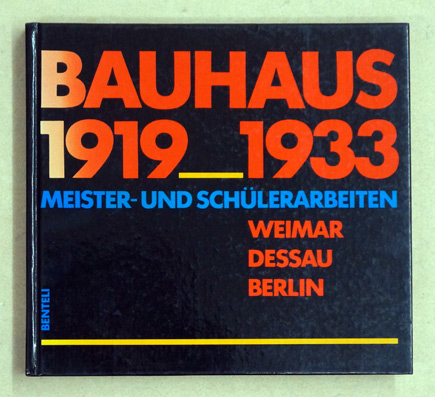 BAUHAUS
1919_1933
MEISTER- UND SCHÜLERARBEITEN
WEIMAR
DESSAU
BERLIN
BENTELI